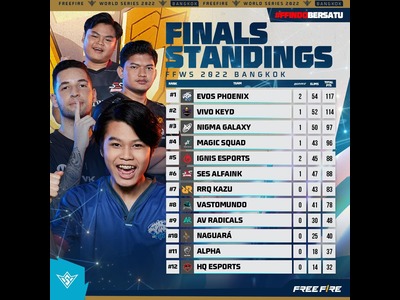 FREEFIRE WORLD SERIES 2022 BANGKOK FREEFIRE WORLD SERIES 2022 BANGKOK
BERSATU
FINALS
STANDINGS
FFWS 2022 BANGKOK
RANK TEAM
#1 EVOS PHOENIX 2 54 117
#2 VIVO KEYD 1 52 114
#3 NIGMA GALAXY 1 50 97
#4 MAGIC SQUAD 1 43 96
#5 IGNIS ESPORTS 2 45 88
#6 SES ALFAINK 1 47 88
#7 RRQ KAZU 0 43 83
#8 VASTOMUNDO 0 41 78
#9 AV RADICALS 0 30 48
#10 NAGUARÁ 0 25 40
#11 ALPHA 0 18 37
#12 HQ ESPORTS 0 14 32
FREE FIRE